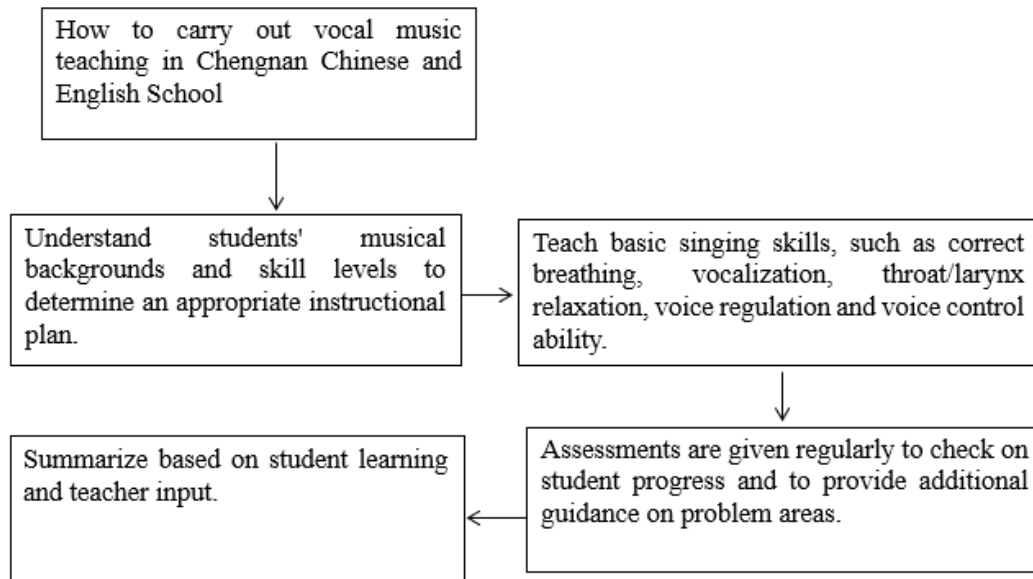 How to carry out vocal music
teaching in Chengnan Chinese and
English School
Understand students' musical
backgrounds and skill levels to
determine an appropriate instructional
plan.
Teach basic singing skills, such as correct
breathing, vocalization, throat/larynx
relaxation, voice regulation and voice control
ability.
Assessments are given regularly to check on
student progress and to provide additional
guidance on problem areas.
Summarize based on student learning
and teacher input.